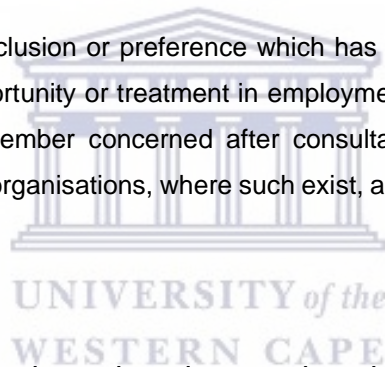 clusion or preference which has
ortunity or treatment in employme
ember concerned after consulta
organisations, where such exist, a
UNIVERSITY of the
WESTERN CAPE